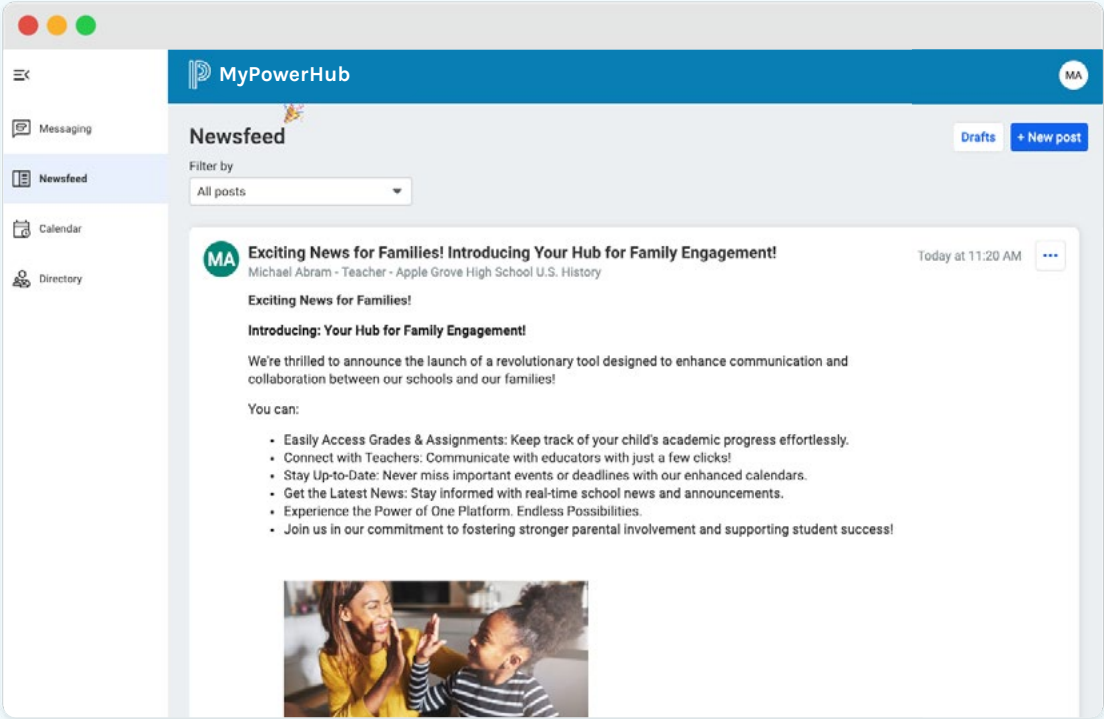 MyPowerHub
MA
Messaging
Newsfeed
Calendar
Directory
Newsfeed
Drafts
+ New post
Filter by
All posts
MA
Exciting News for Families! Introducing Your Hub for Family Engagement!
Today at 11:20 AM
Michael Abram - Teacher - Apple Grove High School U.S. History
Exciting News for Families!
Introducing: Your Hub for Family Engagement!
We're thrilled to announce the launch of a revolutionary tool designed to enhance communication and
collaboration between our schools and our families!
You can:
• Easily Access Grades & Assignments: Keep track of your child's academic progress effortlessly.
• Connect with Teachers: Communicate with educators with just a few clicks!
• Stay Up-to-Date: Never miss important events or deadlines with our enhanced calendars.
• Get the Latest News: Stay informed with real-time school news and announcements.
• Experience the Power of One Platform. Endless Possibilities.
• Join us in our commitment to fostering stronger parental involvement and supporting student success!